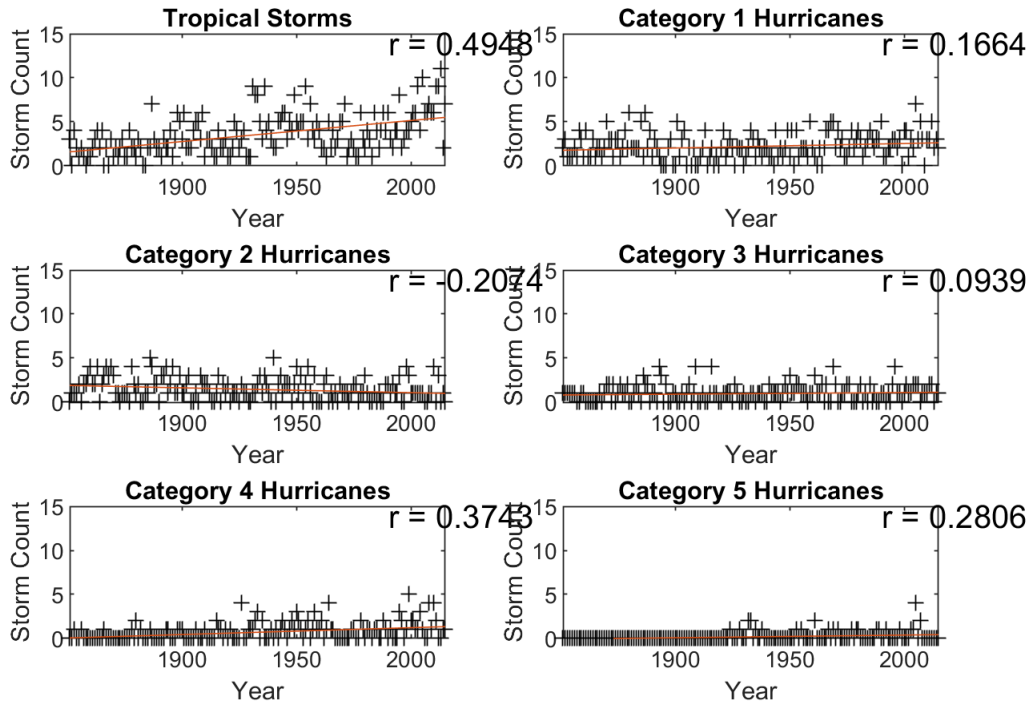 Tropical Storms
r = 0.4948
Storm Count
15
10
5
0
1900
1950
2000
Year
Category 1 Hurricanes
r = 0.1664
Storm Count
15
10
5
0
1900
1950
2000
Year
Category 2 Hurricanes
r = -0.2074
Storm Count
15
10
5
0
1900
1950
2000
Year
Category 3 Hurricanes
r = 0.0939
Storm Count
15
10
5
0
1900
1950
2000
Year
Category 4 Hurricanes
r = 0.3743
Storm Count
15
10
5
0
1900
1950
2000
Year
Category 5 Hurricanes
r = 0.2806
Storm Count
15
10
5
0
1900
1950
2000
Year